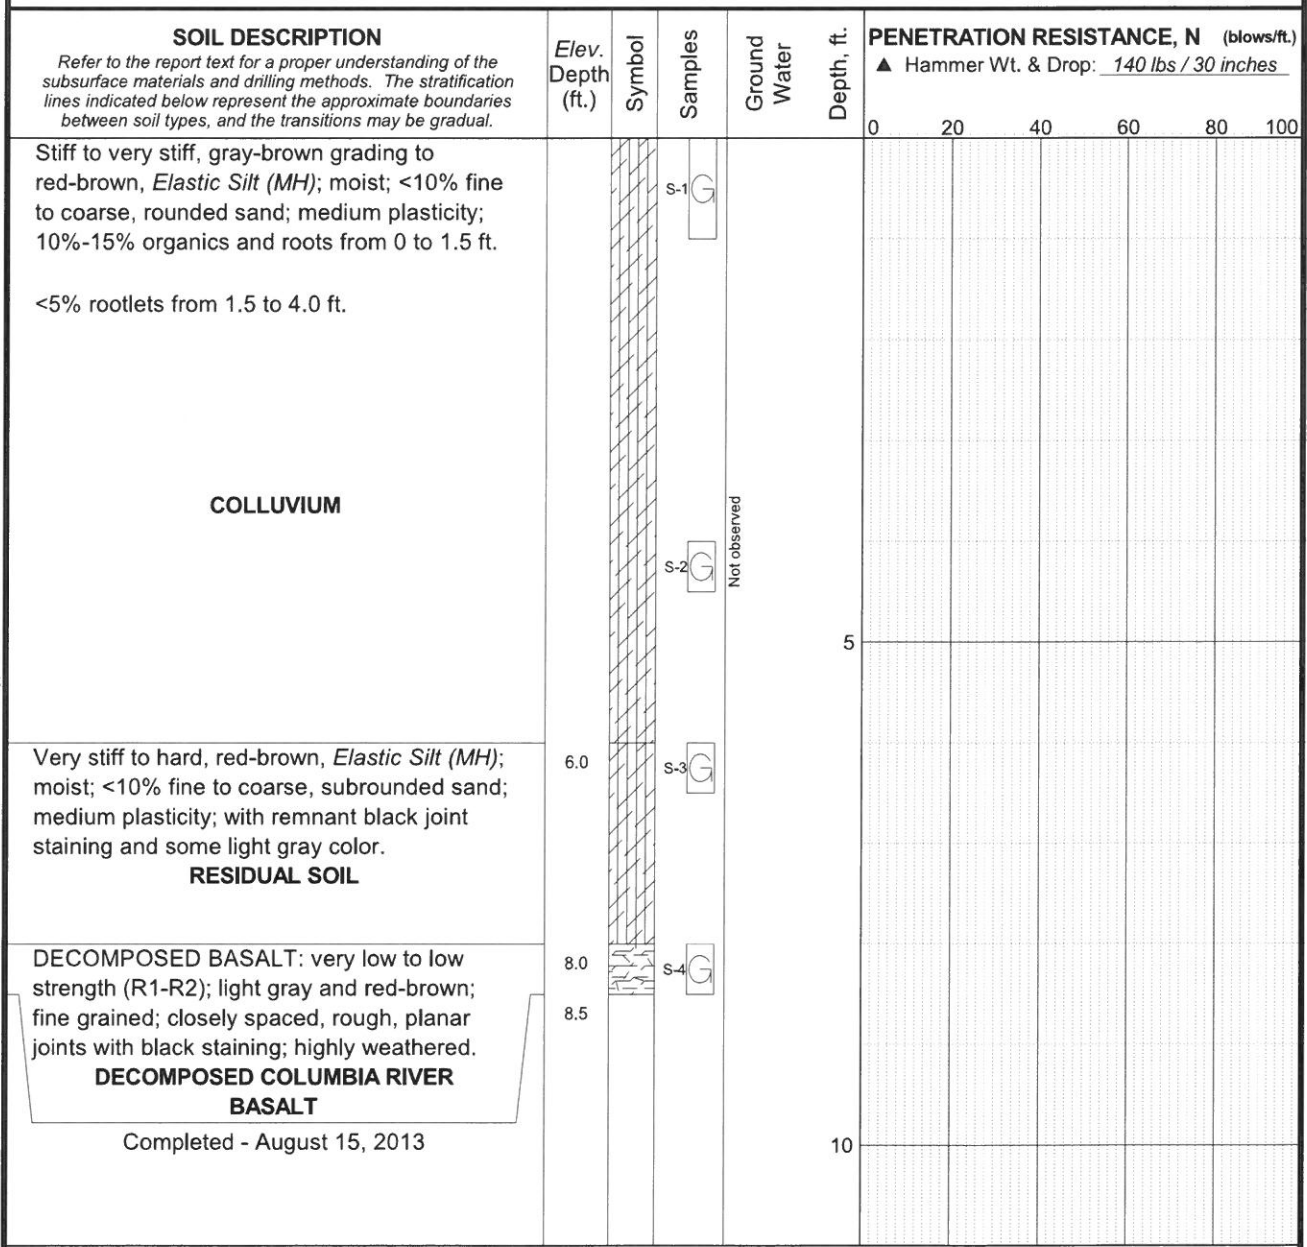 SOIL DESCRIPTION
Refer to the report text for a proper understanding of the
subsurface materials and drilling methods. The stratification
lines indicated below represent the approximate boundaries
between soil types, and the transitions may be gradual.
Elev.
Depth
(ft.)
Symbol
Samples
Ground
Water
Depth, ft.
PENETRATION RESISTANCE, N (blows/ft.)
▲ Hammer Wt. & Drop: 140 lbs / 30 inches
0 20 40 60 80 100
Stiff to very stiff, gray-brown grading to
red-brown, Elastic Silt (MH); moist; <10% fine
to coarse, rounded sand; medium plasticity;
10%-15% organics and roots from 0 to 1.5 ft.
S-1 G
<5% rootlets from 1.5 to 4.0 ft.
COLLUVIUM
S-2 G
Not observed
5
Very stiff to hard, red-brown, Elastic Silt (MH);
moist; <10% fine to coarse, subrounded sand;
medium plasticity; with remnant black joint
staining and some light gray color.
RESIDUAL SOIL
6.0
S-3 G
DECOMPOSED BASALT: very low to low
strength (R1-R2); light gray and red-brown;
fine grained; closely spaced, rough, planar
joints with black staining; highly weathered.
DECOMPOSED COLUMBIA RIVER
BASALT
8.0
S-4 G
8.5
Completed - August 15, 2013
10